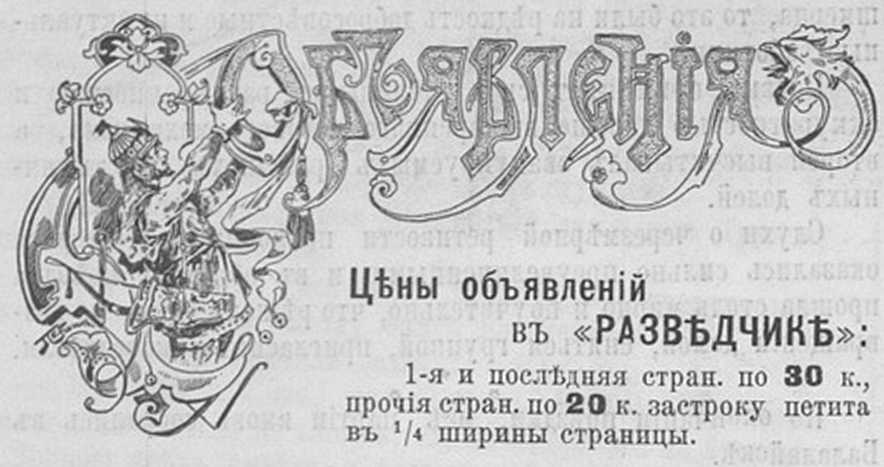 ОБЪЯВЛЕНІЯ
Цѣны объявленій
въ «РАЗВѢДЧИКѢ»:
1-я и послѣдняя стран. по 30 к.,
прочія стран. по 20 к. застроку петита
въ 1/4 ширины страницы.